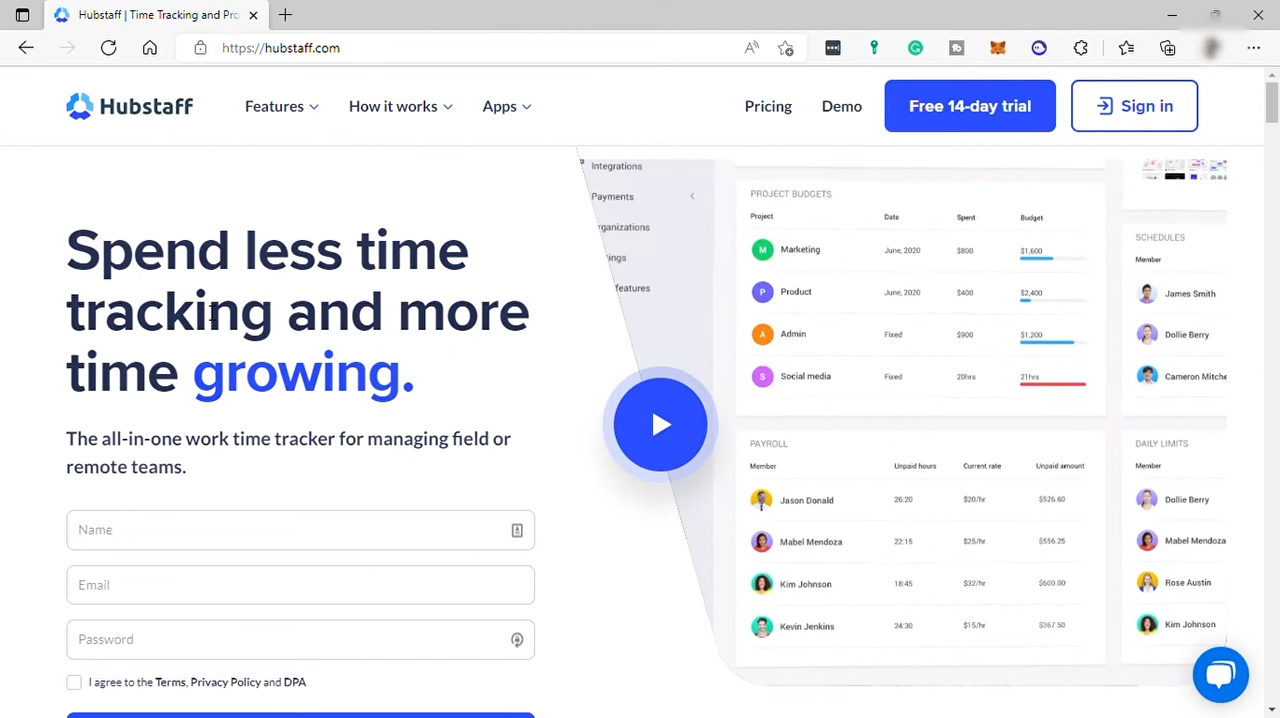 Hubstaff | Time Tracking and Pro
https://hubstaff.com
Hubstaff
Features
How it works
Apps
Pricing
Demo
Free 14-day trial
Sign in
Spend less time
tracking and more
time growing.
The all-in-one work time tracker for managing field or
remote teams.
Name
Email
Password
I agree to the Terms, Privacy Policy and DPA
Integrations
Payments
PROJECT BUDGETS
Project Date Spent Budget
M Marketing June, 2020 $800 $1,600
P Product June, 2020 $400 $2,400
A Admin Fixed $900 $1,200
S Social media Fixed 20hrs 21hrs
PAYROLL
Member Unpaid hours Current rate Unpaid amount
Jason Donald 26:20 $20/hr $526.60
Mabel Mendoza 22:15 $25/hr $556.25
Kim Johnson 18:45 $32/hr $600.00
Kevin Jenkins 24:30 $15/hr $367.50
SCHEDULES
Member
James Smith
Dollie Berry
Cameron Mitche
DAILY LIMITS
Member
Dollie Berry
Mabel Mendoza
Rose Austin
Kim Johnson